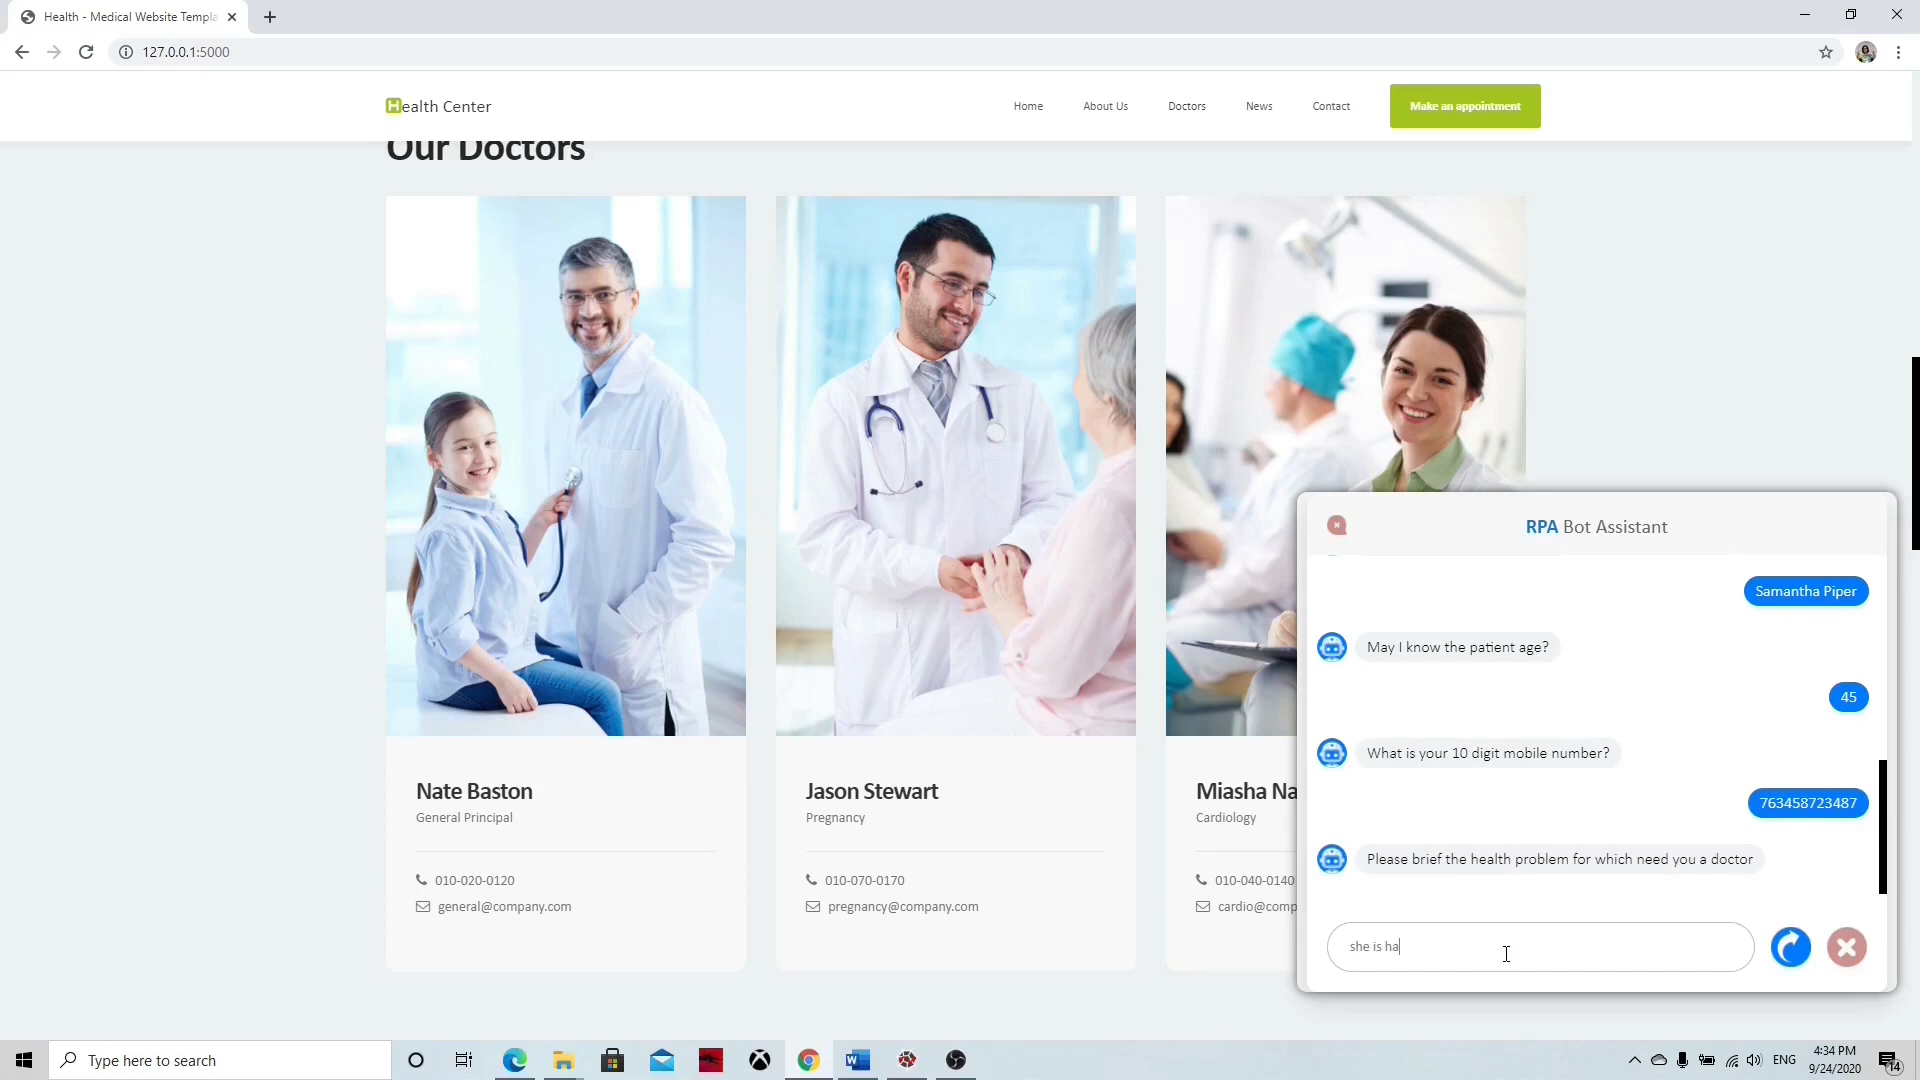 Health - Medical Website Templa
127.0.0.1:5000
Health Center
Home
About Us
Doctors
News
Contact
Make an appointment
Our Doctors
Nate Baston
General Principal
010-020-0120
general@company.com
Jason Stewart
Pregnancy
010-070-0170
pregnancy@company.com
Miasha Na
Cardiology
010-040-0140
cardio@comp
RPA Bot Assistant
Samantha Piper
May I know the patient age?
45
What is your 10 digit mobile number?
763458723487
Please brief the health problem for which need you a doctor
she is ha
Type here to search
ENG
4:34 PM
9/24/2020
14